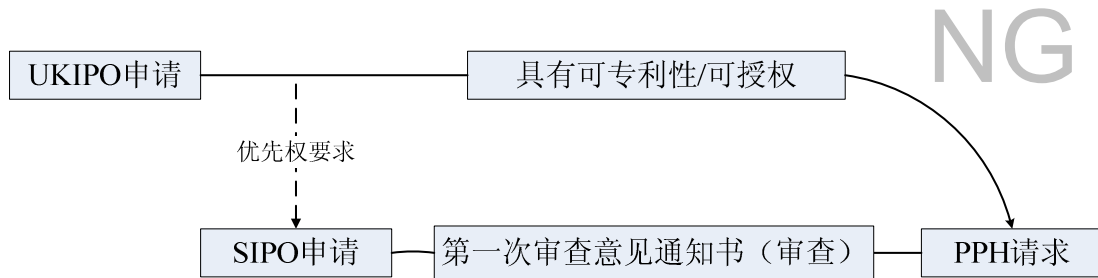 NG
UKIPO申请
具有可专利性/可授权
优先权要求
SIPO申请
第一次审查意见通知书（审查）
PPH请求